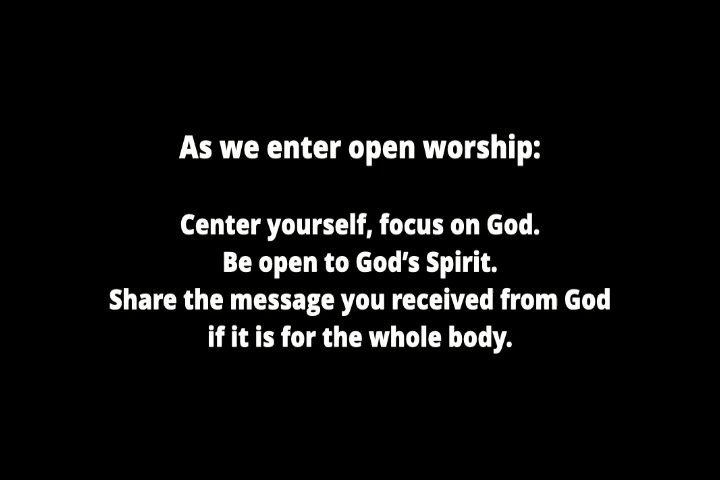 As we enter open worship:
Center yourself, focus on God.
Be open to God’s Spirit.
Share the message you received from God
if it is for the whole body.